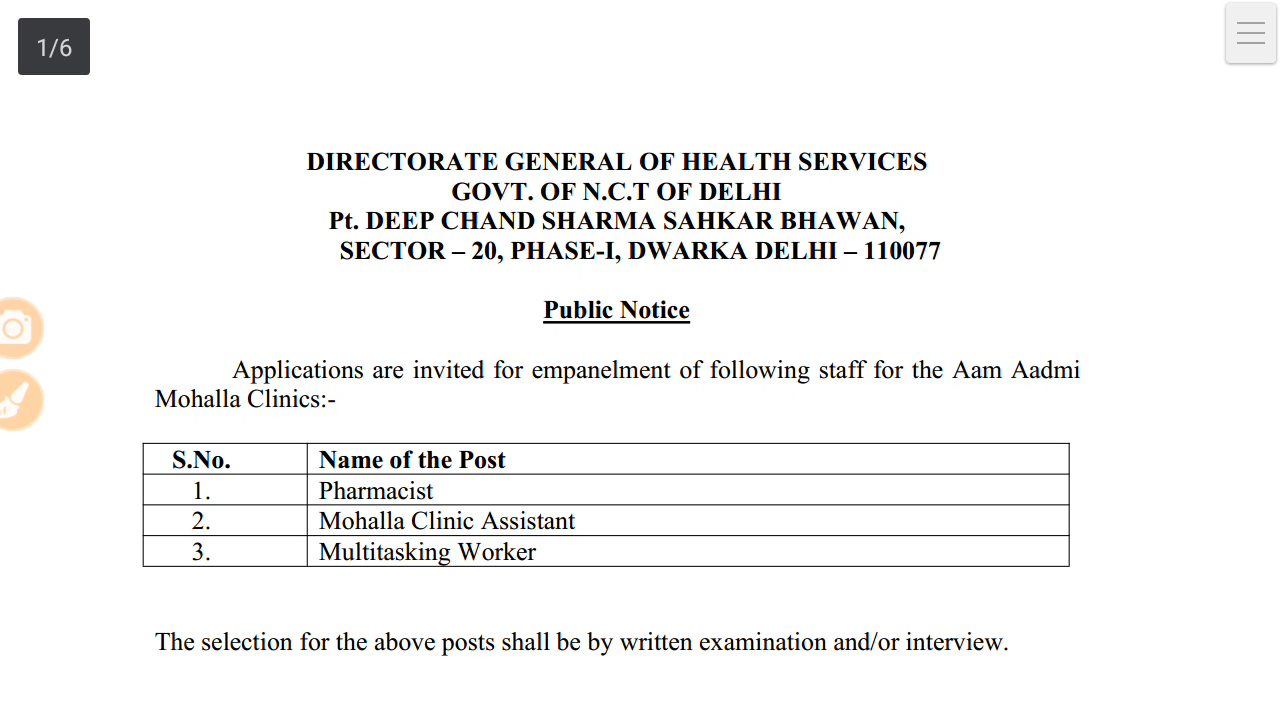 1/6
DIRECTORATE GENERAL OF HEALTH SERVICES
GOVT. OF N.C.T OF DELHI
Pt. DEEP CHAND SHARMA SAHKAR BHAWAN,
SECTOR – 20, PHASE-I, DWARKA DELHI – 110077
Public Notice
Applications are invited for empanelment of following staff for the Aam Aadmi
Mohalla Clinics:-
S.No. Name of the Post
1. Pharmacist
2. Mohalla Clinic Assistant
3. Multitasking Worker
The selection for the above posts shall be by written examination and/or interview.